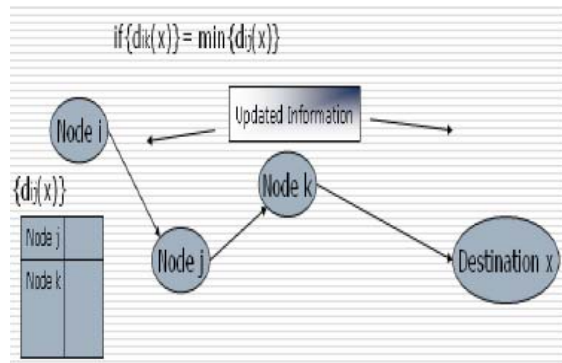 if{dik(x)} = min{dij(x)}
Updated Information
Node i
Node k
{dij(x)}
Node j
Node k
Node j
Destination x